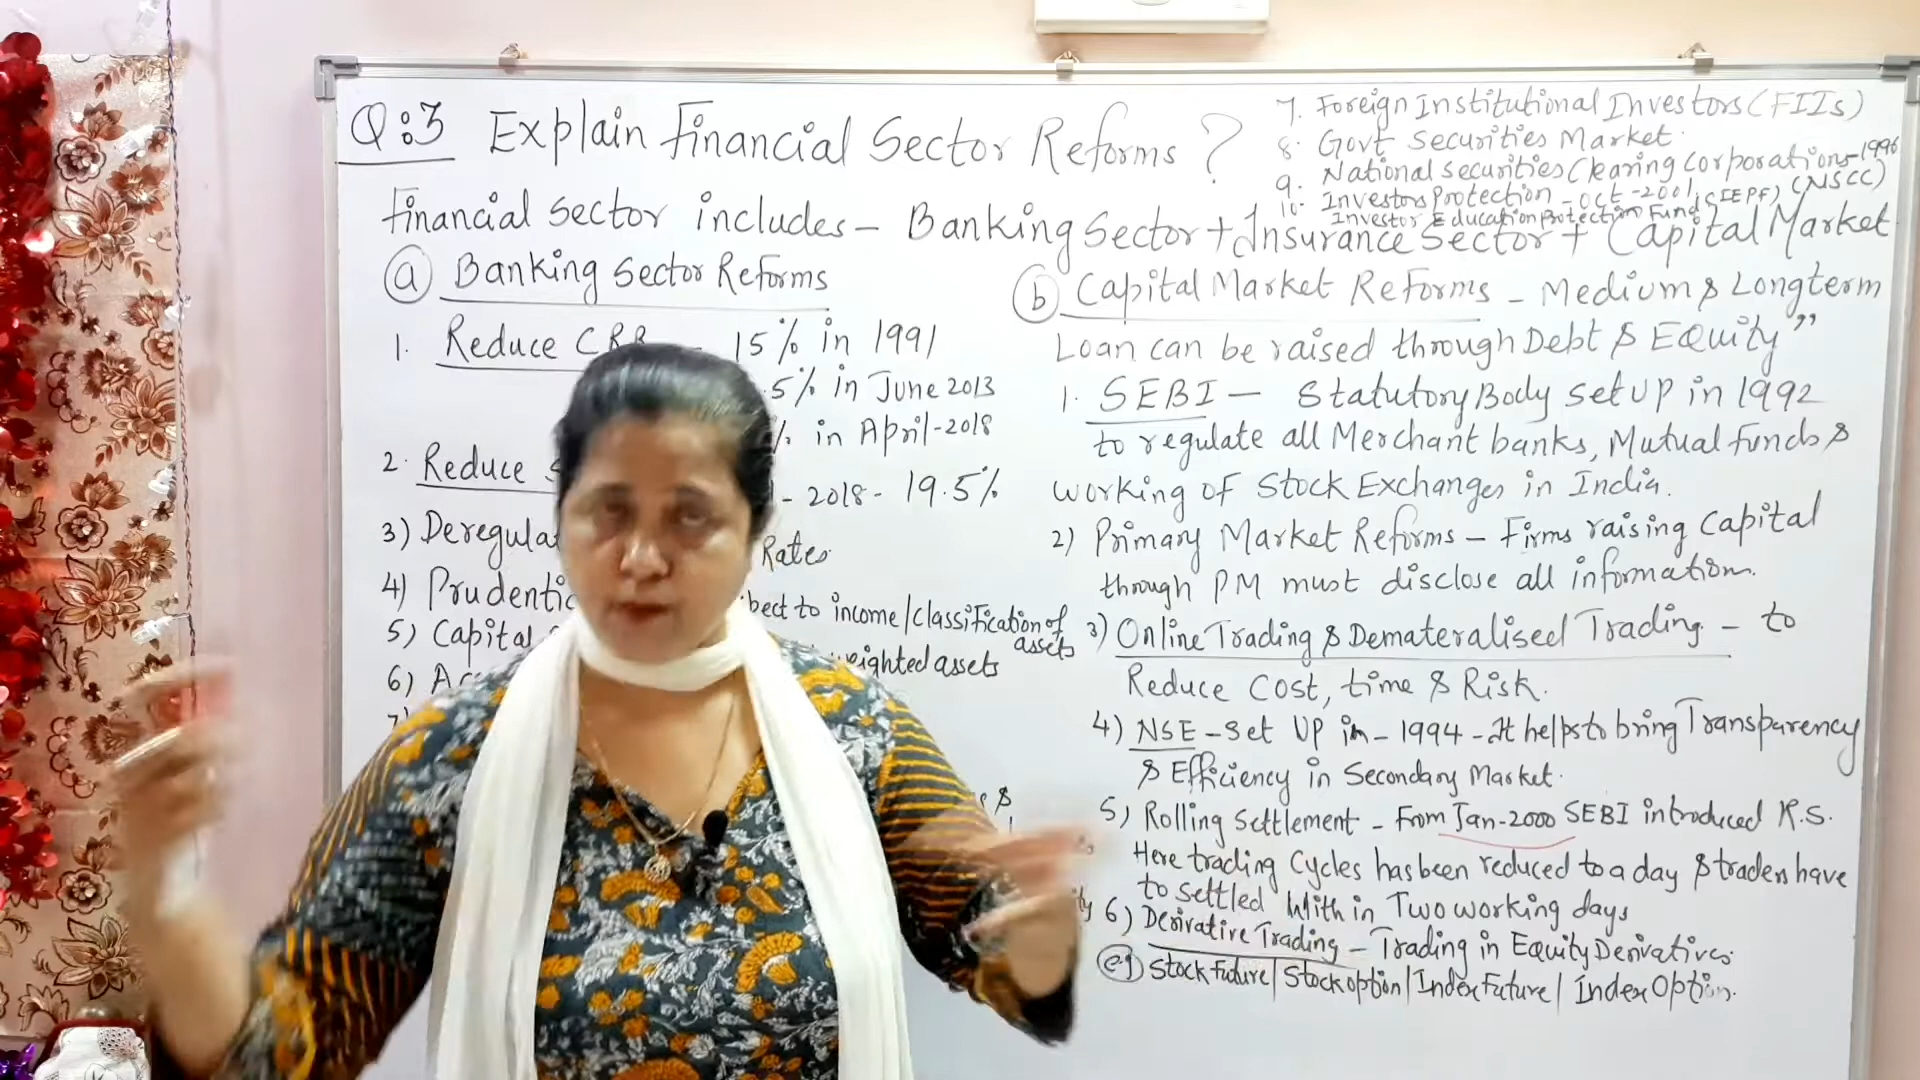 Q:3 Explain Financial Sector Reforms ?
Financial Sector includes – Banking Sector + Insurance Sector + Capital Market
(a) Banking Sector Reforms
1. Reduce CRR – 15% in 1991
.5% in June 2013
% in April-2018
2. Reduce
- 2018 - 19.5%
3) Deregula Rates
4) Prudenti
bect to income/classification of assets
5) Capital
weighted assets
6) Ac
7)
7. Foreign Institutional Investors (FIIs)
8. Govt Securities Market.
9. National Securities Clearing Corporation-1996 (NSCC)
10. Investors Protection – Oct-2001, (IEPF)
Investor Education Protection Fund
(b) Capital Market Reforms – Medium & Longterm
Loan can be raised through Debt & EQuity”
1. SEBI – Statutory Body set up in 1992
to regulate all Merchant banks, Mutual funds &
working of Stock Exchanges in India.
2) Primary Market Reforms – Firms raising Capital
through PM must disclose all information.
3) Online Trading & Demateralised Trading. – to
Reduce Cost, time & Risk.
4) NSE – Set Up in – 1994 – It helps to bring Transparency
& Efficiency in Secondary Market.
5) Rolling Settlement – From Jan-2000 SEBI introduced R.S.
Here trading Cycles has been reduced to a day & traders have
to settled With in Two working days
6) Derivative Trading – Trading in Equity Derivatives.
(eg) Stock Future | Stock option | Index Future | Index Option.